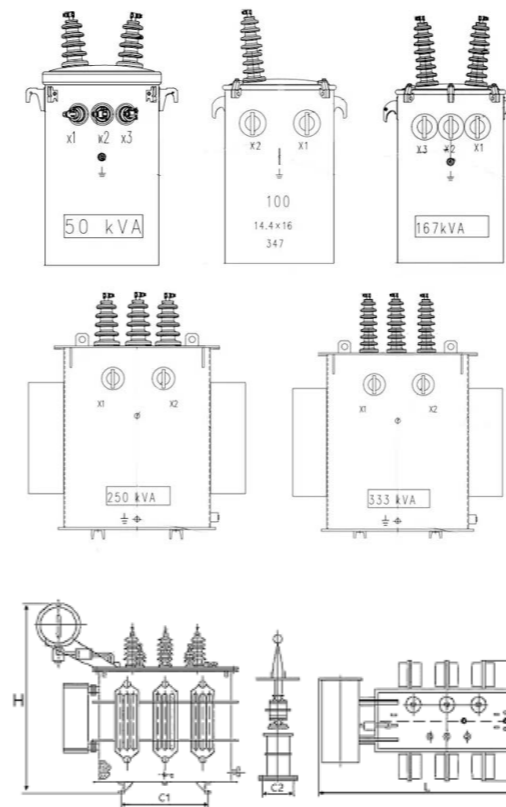 x1 x2 x3
50 kVA
X2 X1
100
14.4×16
347
X3 X2 X1
167kVA
X1 X2
250 kVA
X1 X2
333 kVA
H
C1
C2
L